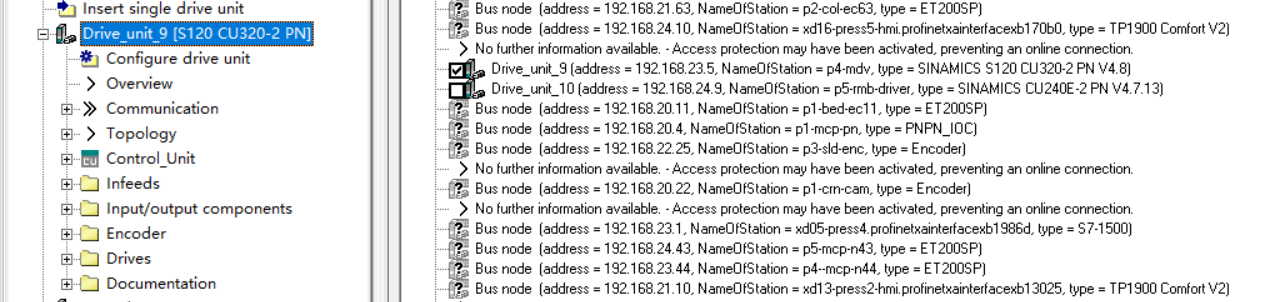 Insert single drive unit
Drive_unit_9 [S120 CU320-2 PN]
Configure drive unit
Overview
Communication
Topology
Control_Unit
Infeeds
Input/output components
Encoder
Drives
Documentation
Bus node (address = 192.168.21.63, NameOfStation = p2-col-ec63, type = ET200SP)
Bus node (address = 192.168.24.10, NameOfStation = xd16-press5-hmi.profinetxainterfacexb170b0, type = TP1900 Comfort V2)
No further information available. - Access protection may have been activated, preventing an online connection.
Drive_unit_9 (address = 192.168.23.5, NameOfStation = p4-mdv, type = SINAMICS S120 CU320-2 PN V4.8)
Drive_unit_10 (address = 192.168.24.9, NameOfStation = p5-rmb-driver, type = SINAMICS CU240E-2 PN V4.7.13)
Bus node (address = 192.168.20.11, NameOfStation = p1-bed-ec11, type = ET200SP)
Bus node (address = 192.168.20.4, NameOfStation = p1-mcp-pn, type = PNPN_IOC)
Bus node (address = 192.168.22.25, NameOfStation = p3-sld-enc, type = Encoder)
No further information available. - Access protection may have been activated, preventing an online connection.
Bus node (address = 192.168.20.22, NameOfStation = p1-crn-cam, type = Encoder)
No further information available. - Access protection may have been activated, preventing an online connection.
Bus node (address = 192.168.23.1, NameOfStation = xd05-press4.profinetxainterfacexb1986d, type = S7-1500)
Bus node (address = 192.168.24.43, NameOfStation = p5-mcp-n43, type = ET200SP)
Bus node (address = 192.168.23.44, NameOfStation = p4--mcp-n44, type = ET200SP)
Bus node (address = 192.168.21.10, NameOfStation = xd13-press2-hmi.profinetxainterfacexb13025, type = TP1900 Comfort V2)